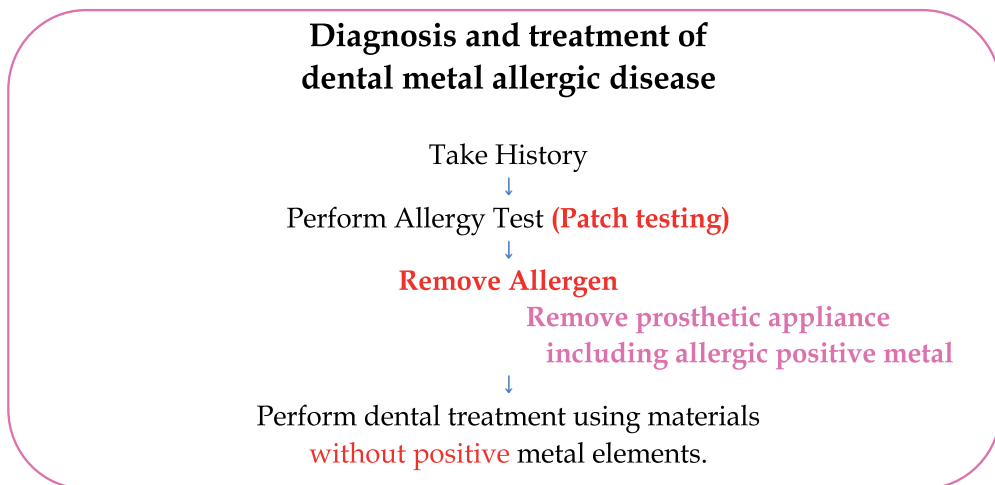 Diagnosis and treatment of
dental metal allergic disease
Take History
↓
Perform Allergy Test (Patch testing)
↓
Remove Allergen
Remove prosthetic appliance
including allergic positive metal
↓
Perform dental treatment using materials
without positive metal elements.